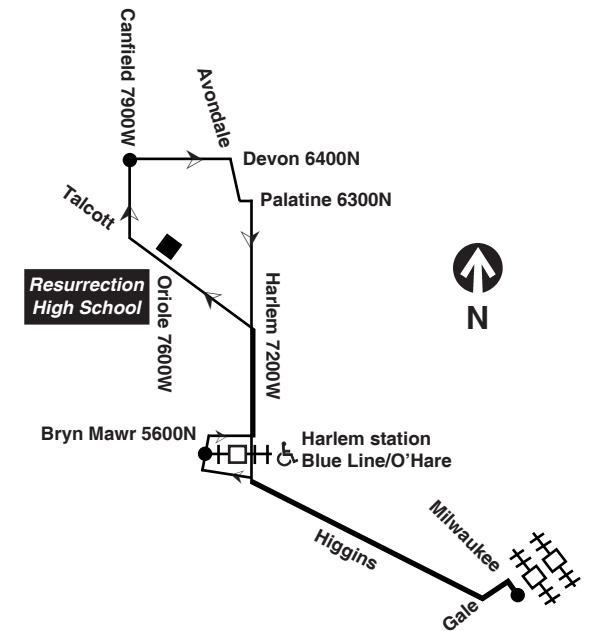 Canfield 7900W
Avondale
Devon 6400N
Palatine 6300N
Talcott
Resurrection
High School
Oriole 7600W
Harlem 7200W
N
Bryn Mawr 5600N
Harlem station
Blue Line/O'Hare
Higgins
Milwaukee
Gale